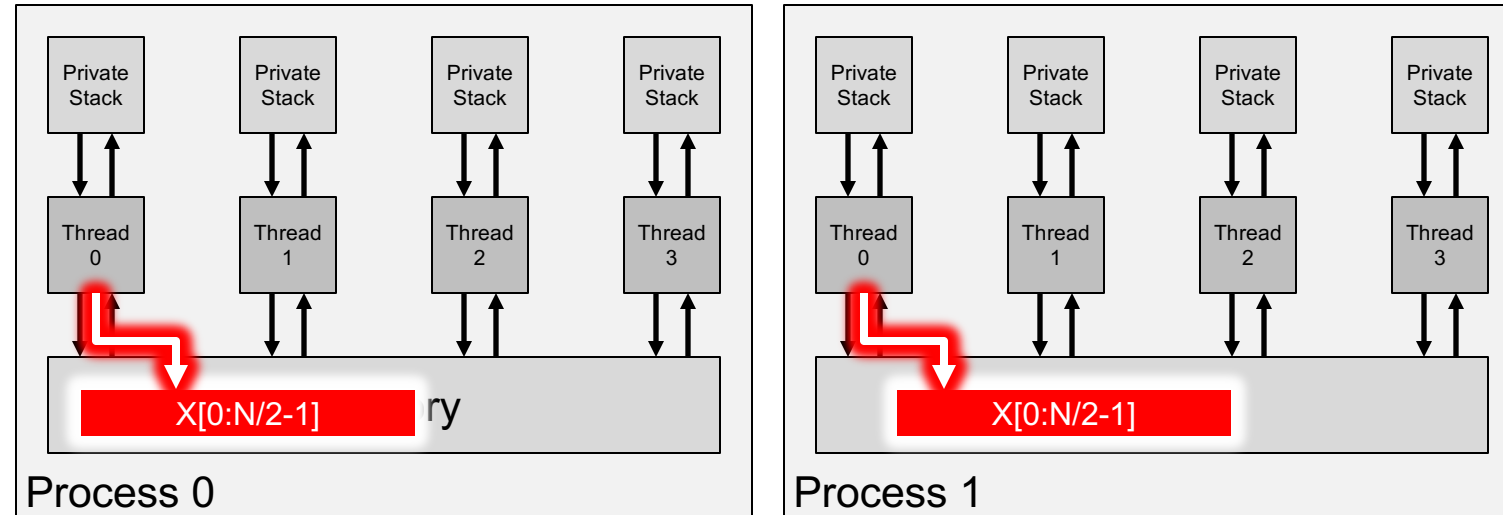 Private
Stack
Private
Stack
Private
Stack
Private
Stack
Thread
0
Thread
1
Thread
2
Thread
3
X[0:N/2-1]
ry
Process 0
Private
Stack
Private
Stack
Private
Stack
Private
Stack
Thread
0
Thread
1
Thread
2
Thread
3
X[0:N/2-1]
Process 1